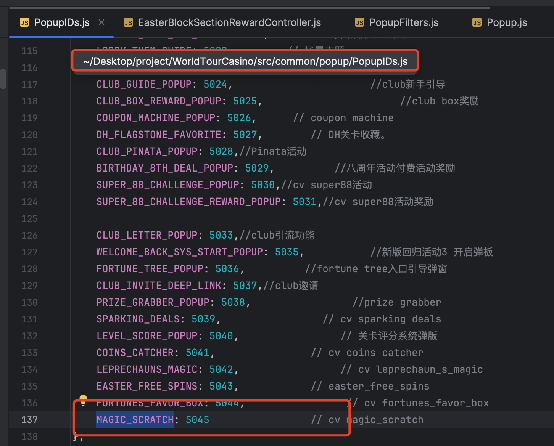 PopupIDs.js
EasterBlockSectionRewardController.js
PopupFilters.js
Popup.js
115
~/Desktop/project/WorldTourCasino/src/common/popup/PopupIDs.js
116
117 CLUB_GUIDE_POPUP: 5024, //club新手引导
118 CLUB_BOX_REWARD_POPUP: 5025, //club box奖励
119 COUPON_MACHINE_POPUP: 5026, // coupon machine
120 DH_FLAGSTONE_FAVORITE: 5027, // DH关卡收藏。
121 CLUB_PINATA_POPUP: 5028,//Pinata活动
122 BIRTHDAY_8TH_DEAL_POPUP: 5029, //八周年活动付费活动奖励
123 SUPER_88_CHALLENGE_POPUP: 5030,//cv super88活动
124 SUPER_88_CHALLENGE_REWARD_POPUP: 5031,//cv super88活动奖励
125
126 CLUB_LETTER_POPUP: 5033,//club引流功能
127 WELCOME_BACK_SYS_START_POPUP: 5035, //新版回归活动3 开启弹板
128 FORTUNE_TREE_POPUP: 5036, //fortune tree入口引导弹窗
129 CLUB_INVITE_DEEP_LINK: 5037,//club邀请
130 PRIZE_GRABBER_POPUP: 5038, //prize grabber
131 SPARKING_DEALS: 5039, // cv sparking deals
132 LEVEL_SCORE_POPUP: 5040, // 关卡评分系统弹版
133 COINS_CATCHER: 5041, // cv coins catcher
134 LEPRECHAUNS_MAGIC: 5042, // cv leprechaun_s_magic
135 EASTER_FREE_SPINS: 5043, // easter_free_spins
136 FORTUNES_FAVOR_BOX: 5044, // cv fortunes_favor_box
137 MAGIC_SCRATCH: 5045 // cv magic_scratch
138 };